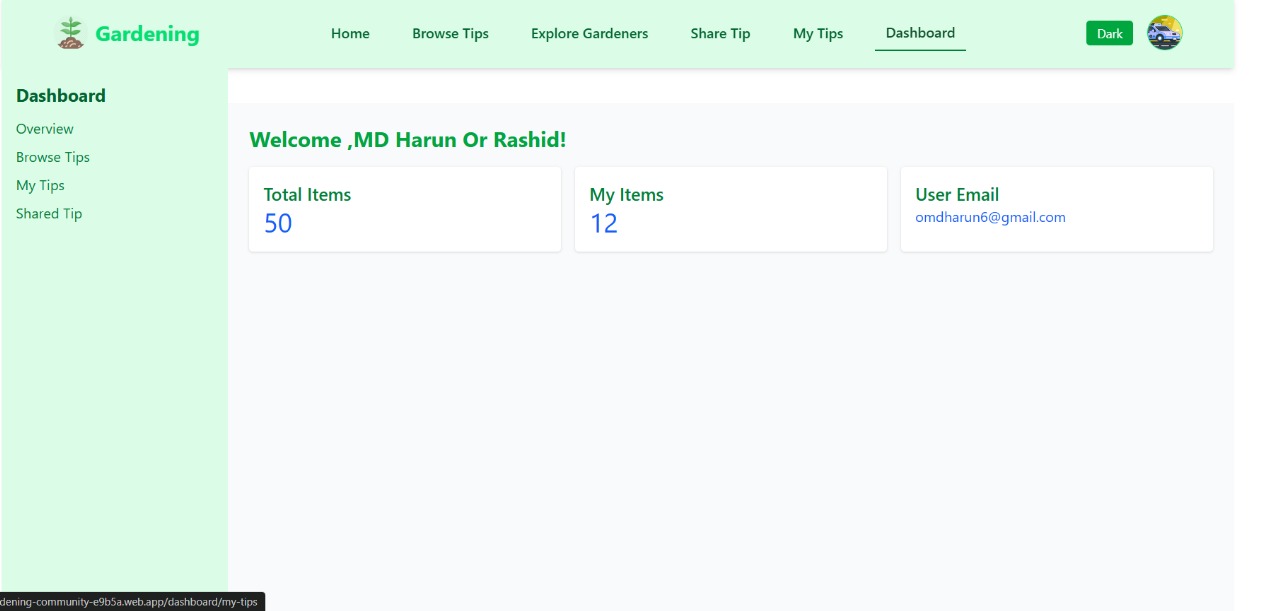 Gardening
Home Browse Tips Explore Gardeners Share Tip My Tips Dashboard
Dark
Dashboard
Overview
Browse Tips
My Tips
Shared Tip
Welcome ,MD Harun Or Rashid!
Total Items
50
My Items
12
User Email
omdharun6@gmail.com
dening-community-e9b5a.web.app/dashboard/my-tips